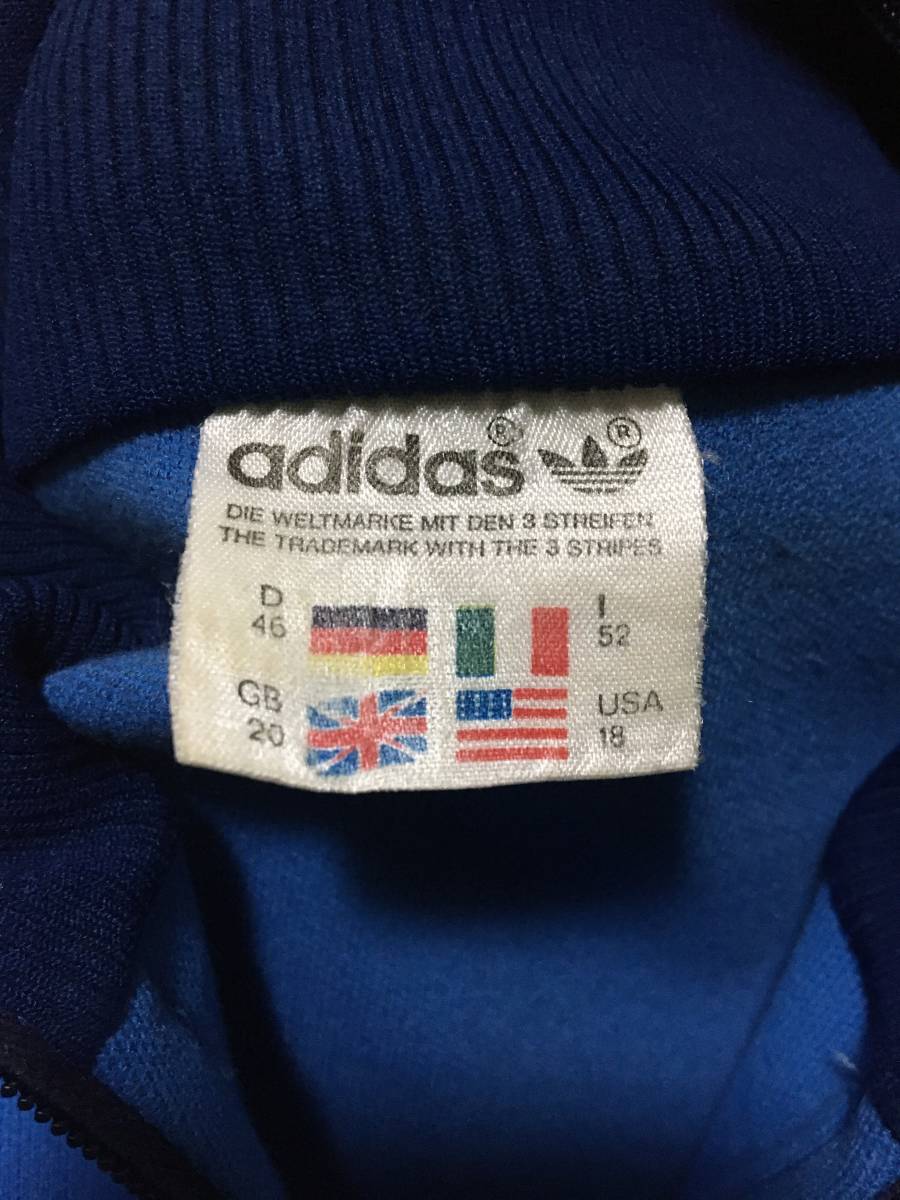 adidas® ®
DIE WELTMARKE MIT DEN 3 STREIFEN
THE TRADEMARK WITH THE 3 STRIPES
D
46
I
52
GB
20
USA
18